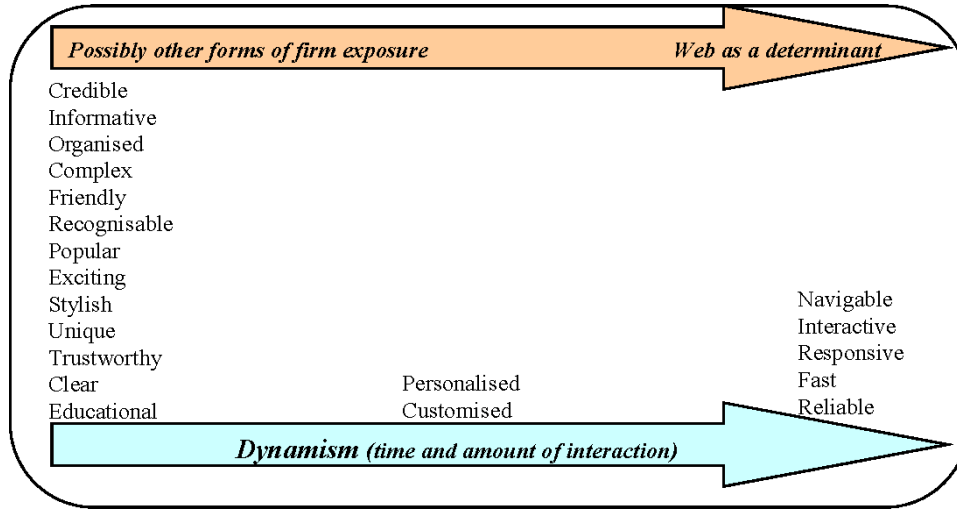 Possibly other forms of firm exposure
Web as a determinant
Credible
Informative
Organised
Complex
Friendly
Recognisable
Popular
Exciting
Stylish
Unique
Trustworthy
Clear
Educational
Personalised
Customised
Navigable
Interactive
Responsive
Fast
Reliable
Dynamism (time and amount of interaction)